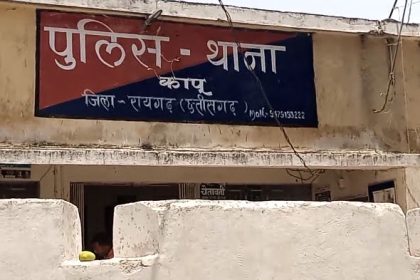 पुलिस - थाना
कापू
जिला - रायगढ़ (छत्तीसगढ़)